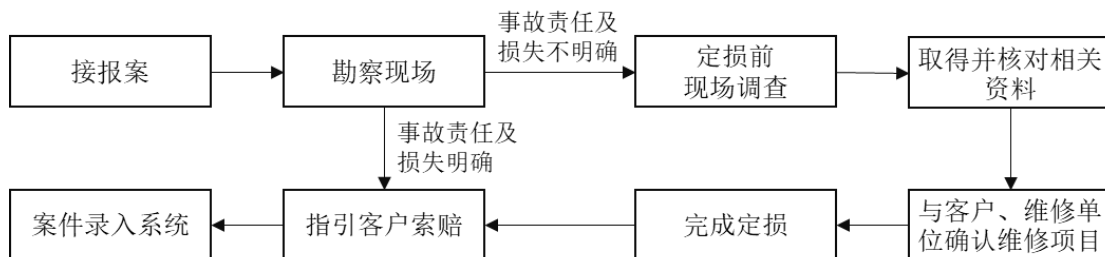 接报案
勘察现场
事故责任及
损失不明确
定损前
现场调查
取得并核对相关
资料
事故责任及
损失明确
案件录入系统
指引客户索赔
完成定损
与客户、维修单
位确认维修项目